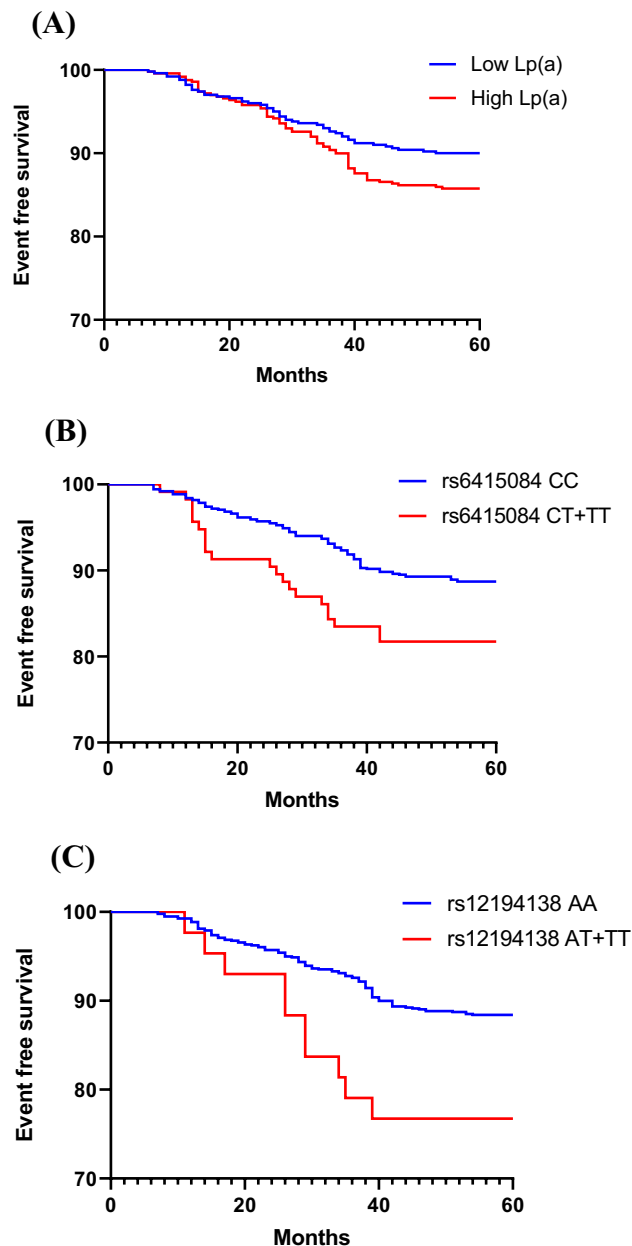 (A)
Low Lp(a)
High Lp(a)
Event free survival
100
90
80
70
0 20 40 60
Months
(B)
rs6415084 CC
rs6415084 CT+TT
Event free survival
100
90
80
70
0 20 40 60
Months
(C)
rs12194138 AA
rs12194138 AT+TT
Event free survival
100
90
80
70
0 20 40 60
Months